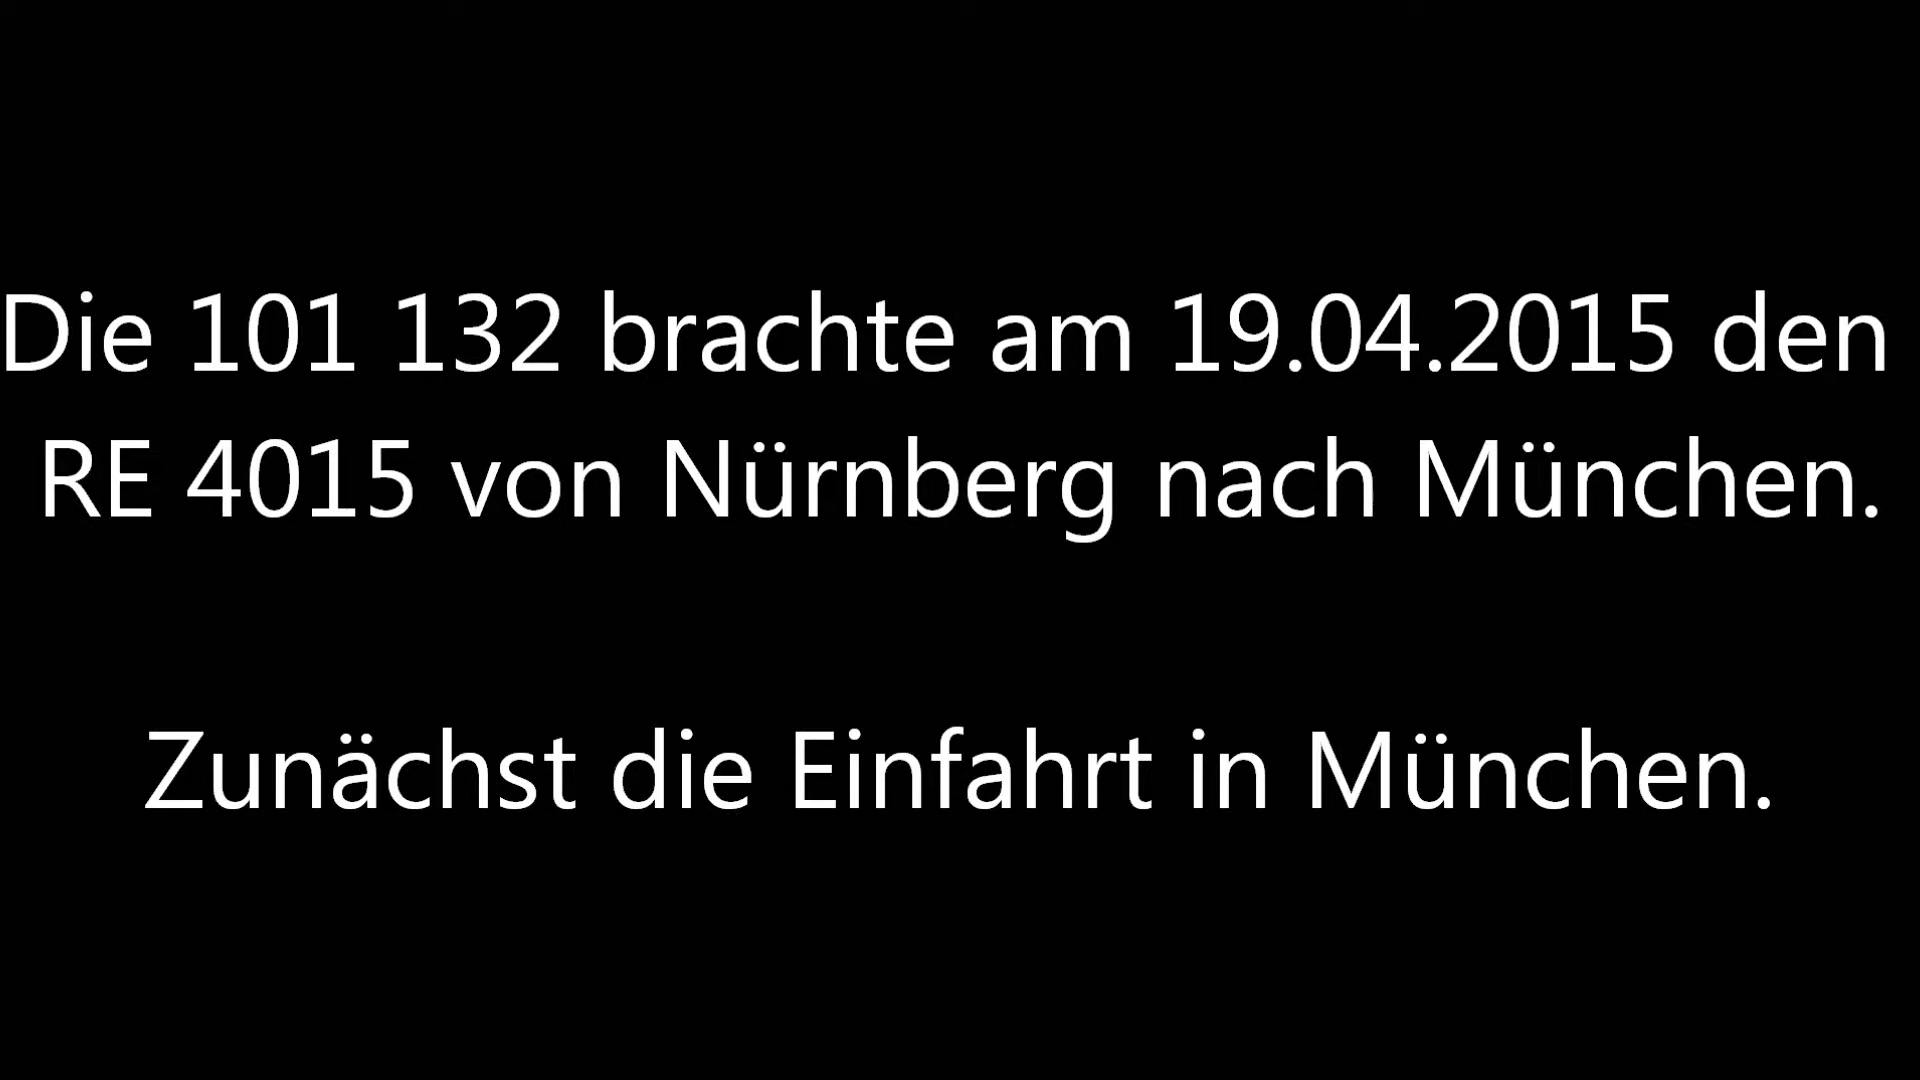 Die 101 132 brachte am 19.04.2015 den
RE 4015 von Nürnberg nach München.
Zunächst die Einfahrt in München.